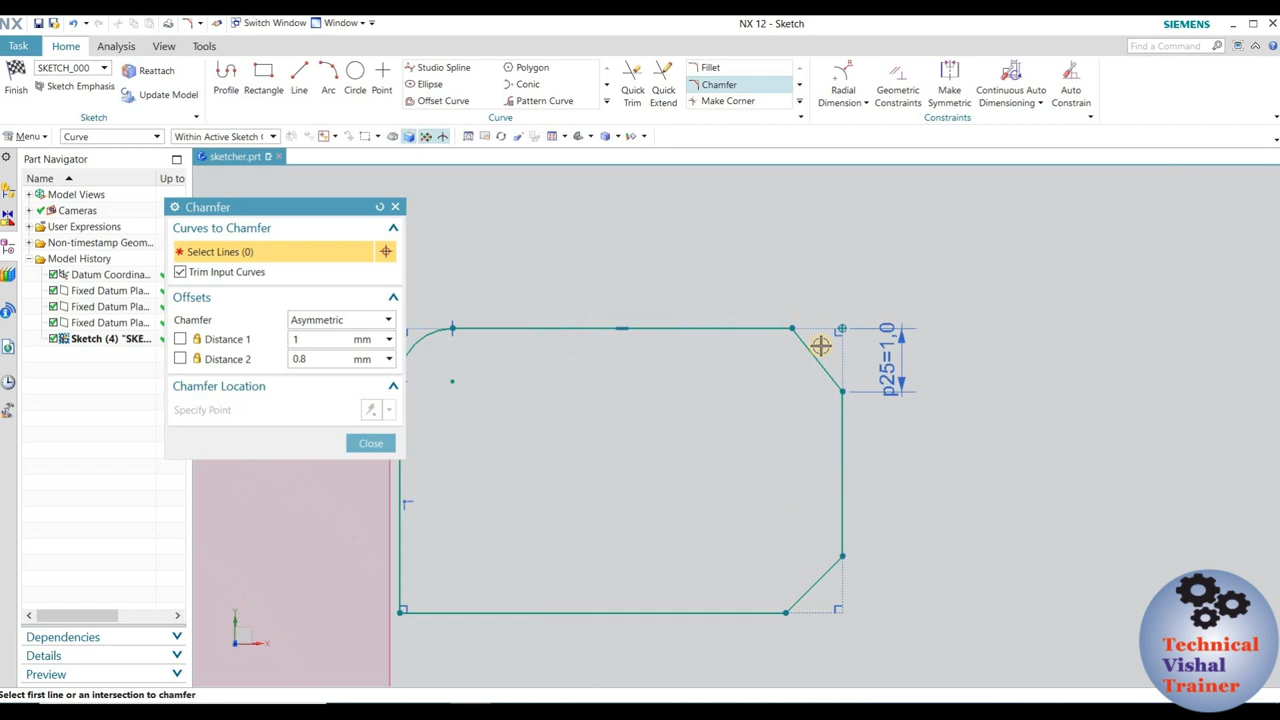 NX
Switch Window
Window
NX 12 - Sketch
SIEMENS
Task
Home
Analysis
View
Tools
Find a Command
SKETCH_000
Reattach
Finish
Sketch Emphasis
Update Model
Sketch
Profile
Rectangle
Line
Arc
Circle
Point
Studio Spline
Polygon
Ellipse
Conic
Offset Curve
Pattern Curve
Quick Trim
Quick Extend
Fillet
Chamfer
Make Corner
Curve
Radial Dimension
Geometric Constraints
Make Symmetric
Continuous Auto Dimensioning
Auto Constrain
Constraints
Menu
Curve
Within Active Sketch
Part Navigator
sketcher.prt
Name
Up to
Model Views
Cameras
User Expressions
Non-timestamp Geom...
Model History
Datum Coordina...
Fixed Datum Pla...
Fixed Datum Pla...
Fixed Datum Pla...
Sketch (4) "SKE...
Chamfer
Curves to Chamfer
* Select Lines (0)
Trim Input Curves
Offsets
Chamfer
Asymmetric
Distance 1
1 mm
Distance 2
0.8 mm
Chamfer Location
Specify Point
Close
p25=1,0
Y
X
Dependencies
Details
Preview
Select first line or an intersection to chamfer
Technical
Vishal
Trainer